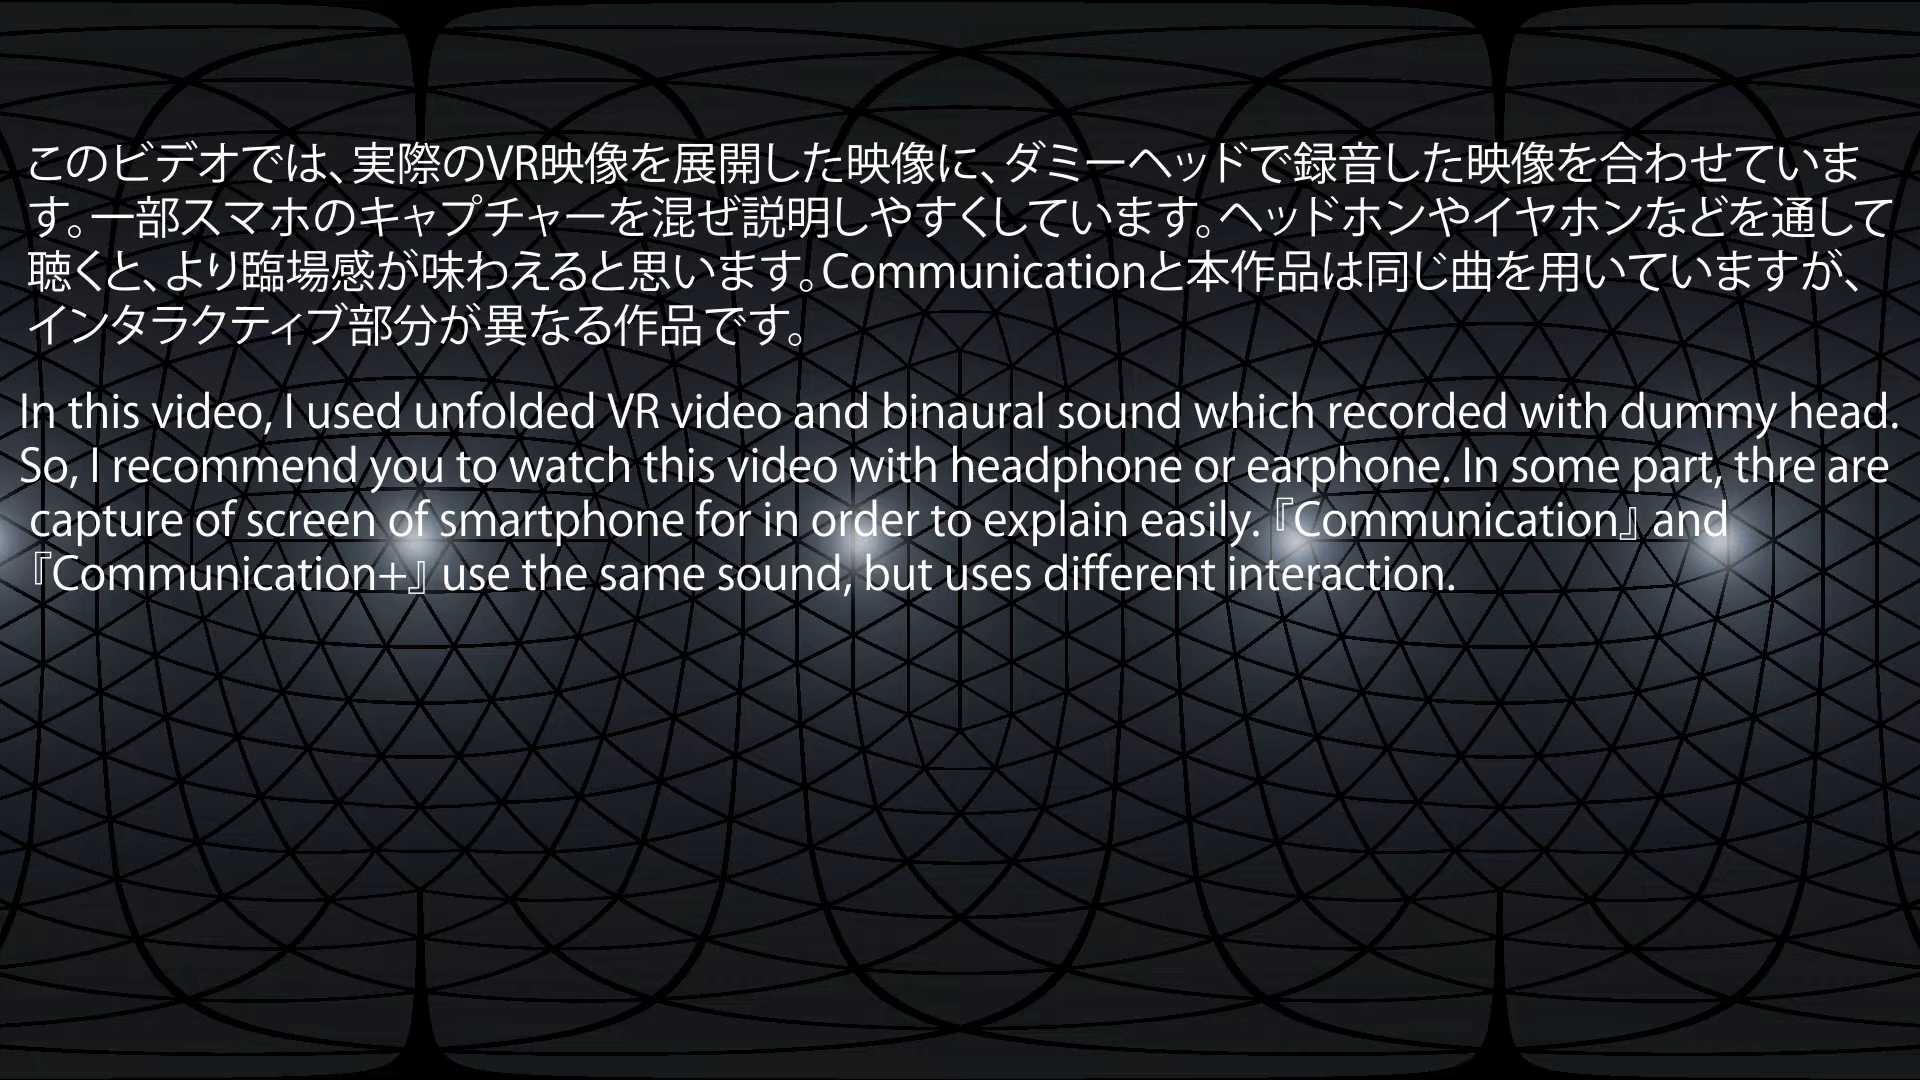 このビデオでは、実際のVR映像を展開した映像に、ダミーヘッドで録音した映像を合わせていま
す。一部スマホのキャプチャーを混ぜ説明しやすくしています。ヘッドホンやイヤホンなどを通して
聴くと、より臨場感が味わえると思います。Communicationと本作品は同じ曲を用いていますが、
インタラクティブ部分が異なる作品です。
In this video, I used unfolded VR video and binaural sound which recorded with dummy head.
So, I recommend you to watch this video with headphone or earphone. In some part, thre are
capture of screen of smartphone for in order to explain easily. 『Communication』 and
『Communication+』 use the same sound, but uses different interaction.